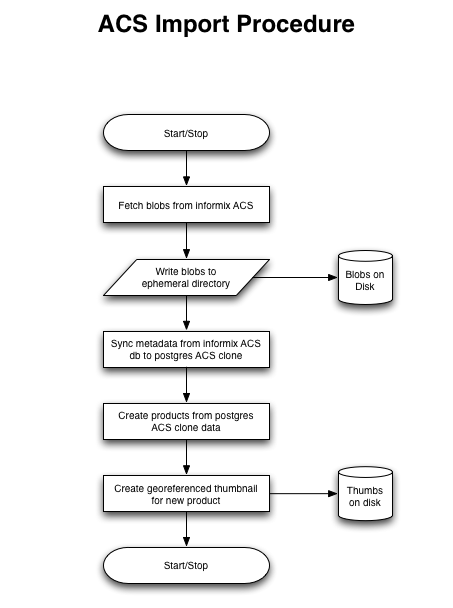 ACS Import Procedure
Start/Stop
Fetch blobs from informix ACS
Write blobs to
ephemeral directory
Blobs on
Disk
Sync metadata from informix ACS
db to postgres ACS clone
Create products from postgres
ACS clone data
Create georeferenced thumbnail
for new product
Thumbs
on disk
Start/Stop